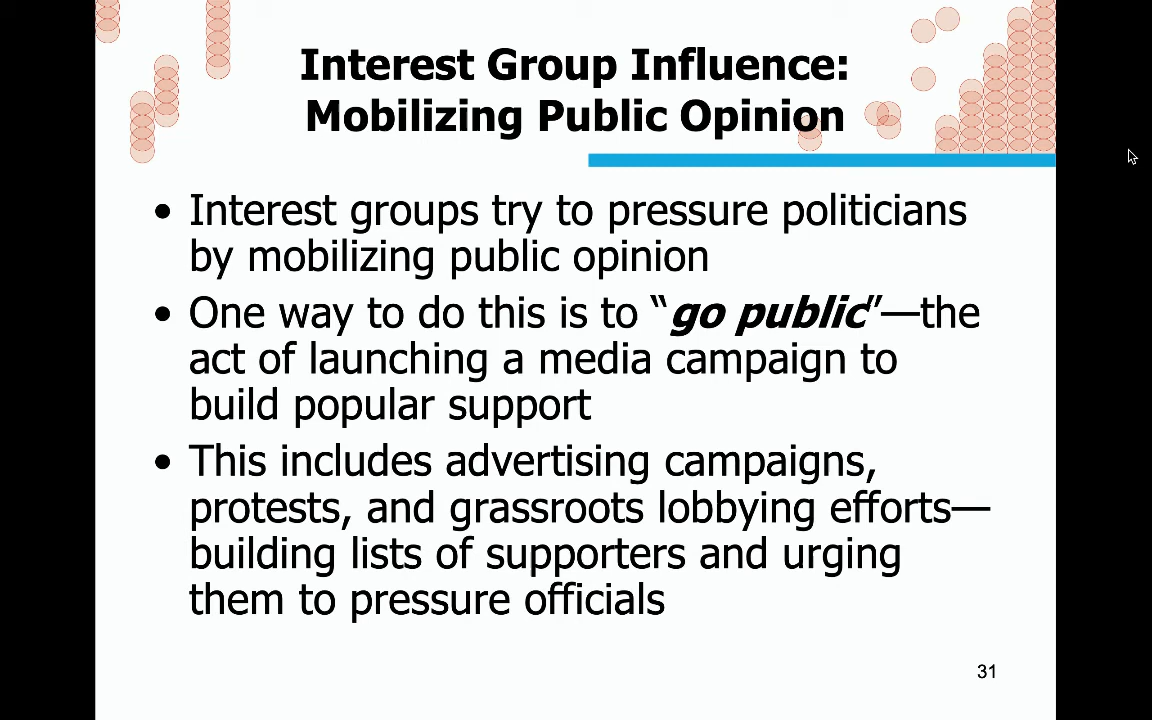 Interest Group Influence:
Mobilizing Public Opinion
• Interest groups try to pressure politicians
by mobilizing public opinion
• One way to do this is to “go public”—the
act of launching a media campaign to
build popular support
• This includes advertising campaigns,
protests, and grassroots lobbying efforts—
building lists of supporters and urging
them to pressure officials
31